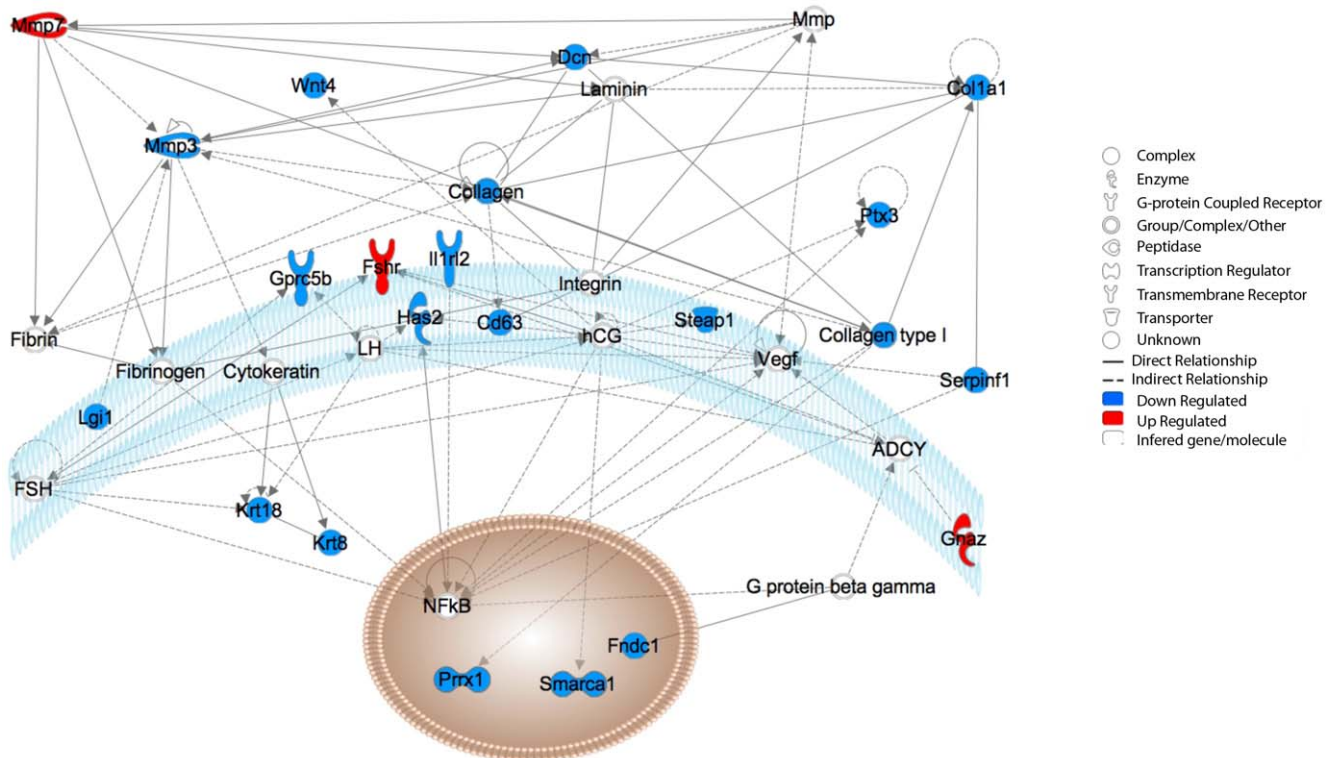 Mmp7
Mmp
Dcn
Wnt4
Laminin
Col1a1
Mmp3
Collagen
Ptx3
Gprc5b
Fshr
Il1rl2
Integrin
Has2
Cd63
hCG
Steap1
Collagen type I
Fibrin
LH
Vegf
Fibrinogen
Cytokeratin
Serpinf1
Lgi1
ADCY
FSH
Krt18
Krt8
Gnaz
G protein beta gamma
NFkB
Fndc1
Prrx1
Smarca1
Complex
Enzyme
G-protein Coupled Receptor
Group/Complex/Other
Peptidase
Transcription Regulator
Transmembrane Receptor
Transporter
Unknown
Direct Relationship
Indirect Relationship
Down Regulated
Up Regulated
Infered gene/molecule